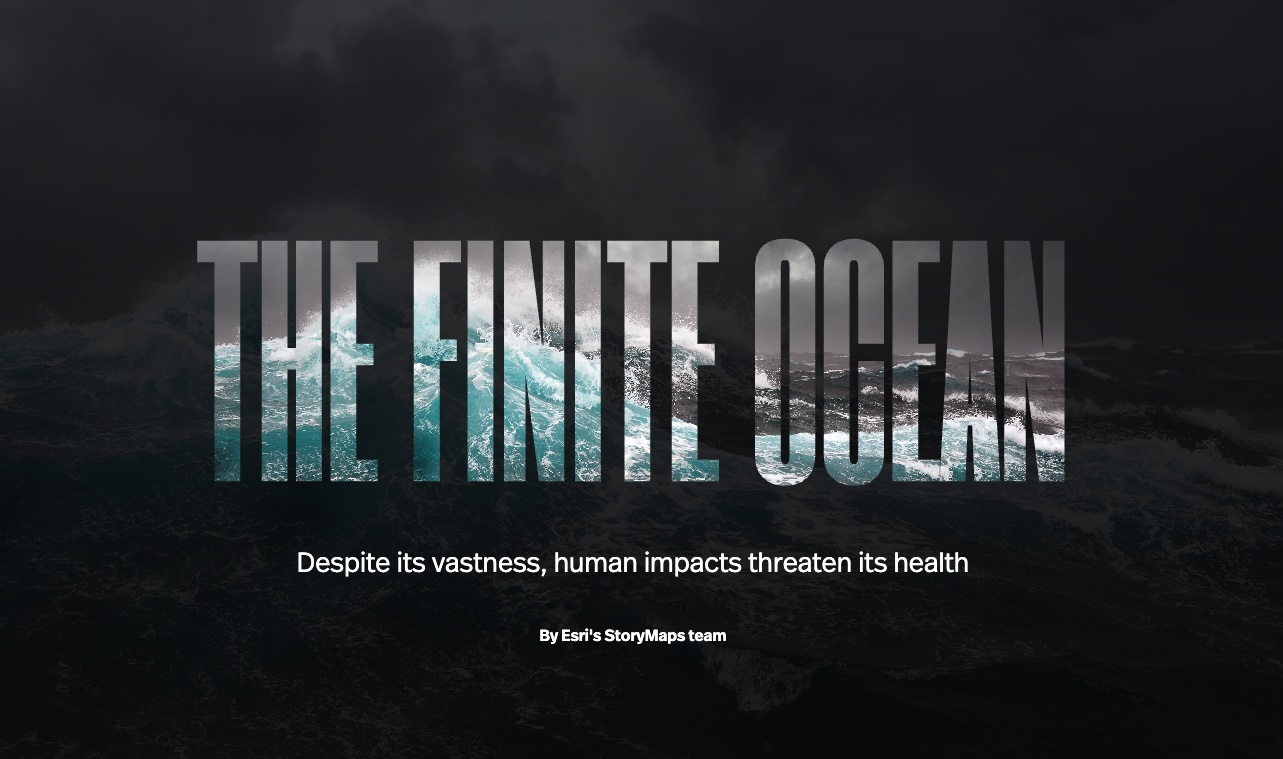 THE FINITE OCEAN
Despite its vastness, human impacts threaten its health
By Esri's StoryMaps team